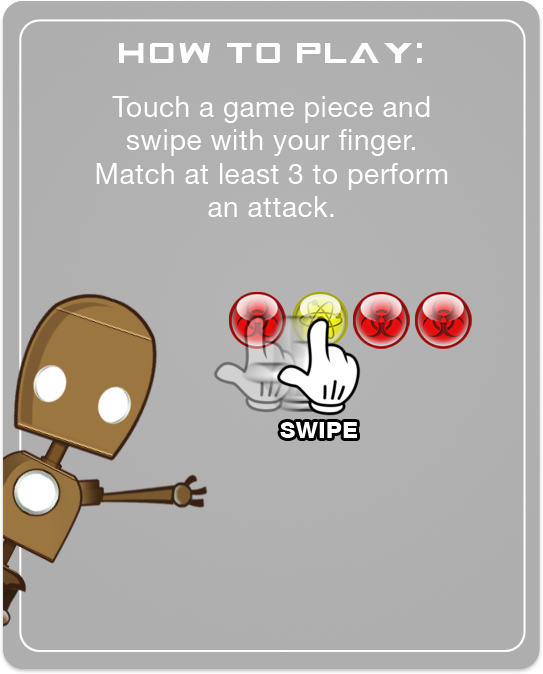 HOW TO PLAY:
Touch a game piece and
swipe with your finger.
Match at least 3 to perform
an attack.
SWIPE